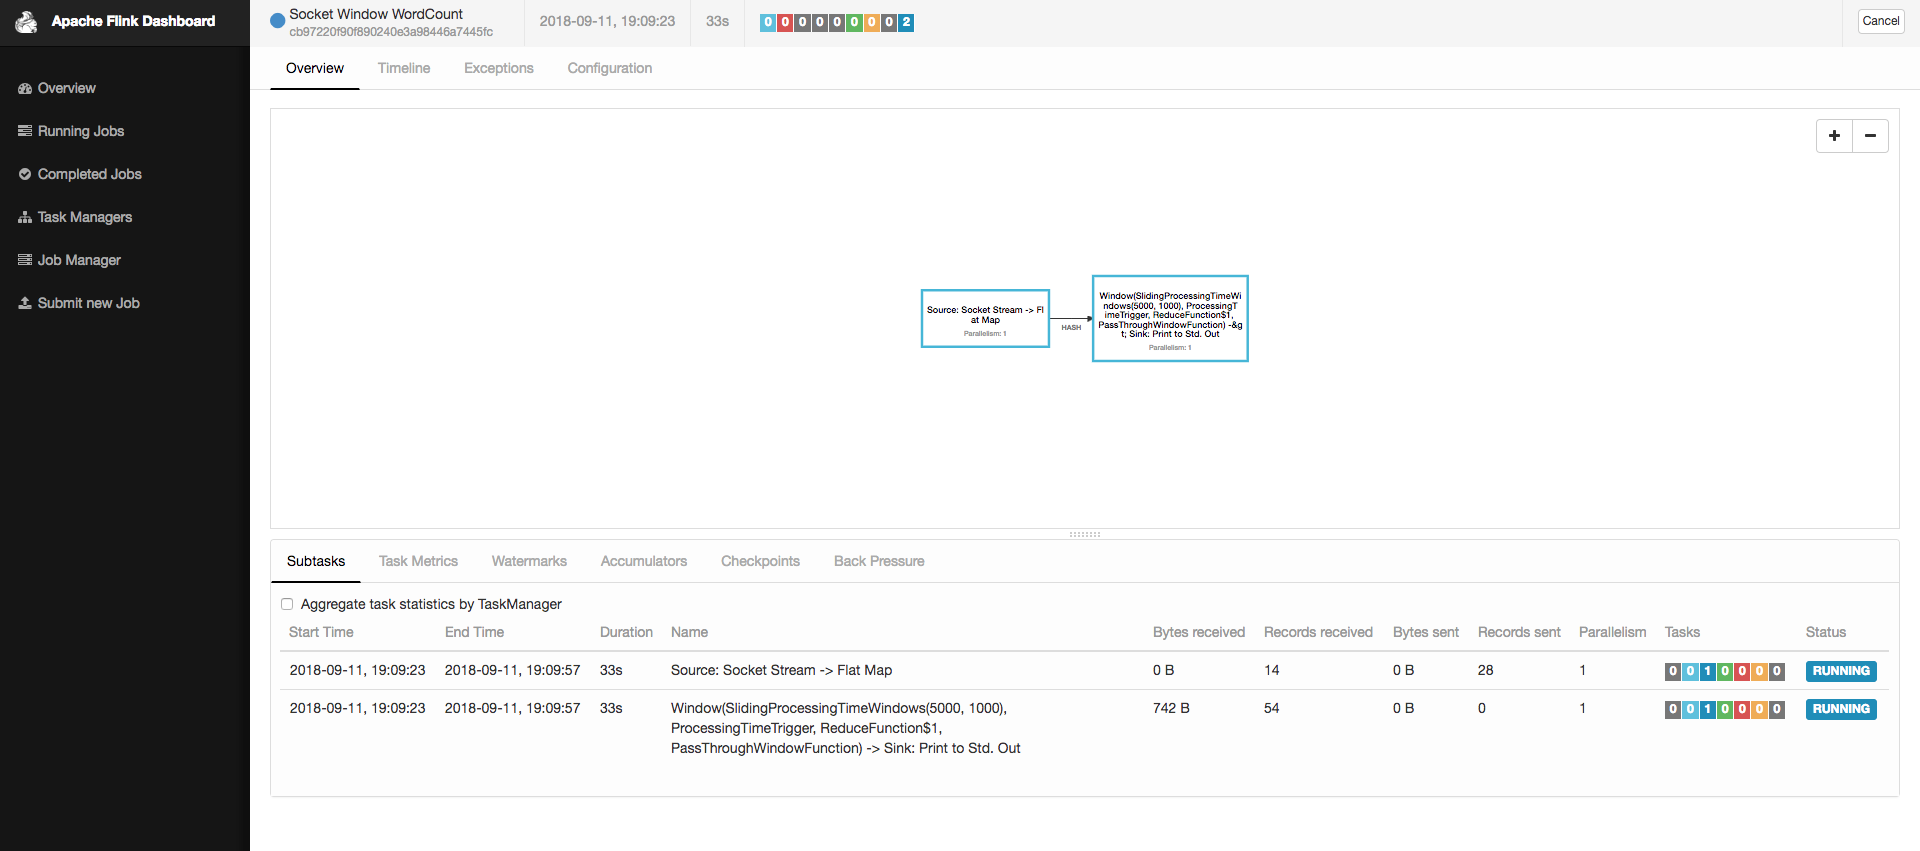 Apache Flink Dashboard
Overview
Running Jobs
Completed Jobs
Task Managers
Job Manager
Submit new Job
Socket Window WordCount
cb97220f90f890240e3a98446a7445fc
2018-09-11, 19:09:23
33s
0 0 0 0 0 0 0 0 2
Cancel
Overview Timeline Exceptions Configuration
+ −
Source: Socket Stream -> Fl
at Map
Parallelism: 1
HASH
Window(SlidingProcessingTimeWi
ndows(5000, 1000), ProcessingT
imeTrigger, ReduceFunction$1,
PassThroughWindowFunction) -&g
t; Sink: Print to Std. Out
Parallelism: 1
Subtasks Task Metrics Watermarks Accumulators Checkpoints Back Pressure
Aggregate task statistics by TaskManager
Start Time End Time Duration Name Bytes received Records received Bytes sent Records sent Parallelism Tasks Status
2018-09-11, 19:09:23 2018-09-11, 19:09:57 33s Source: Socket Stream -> Flat Map 0 B 14 0 B 28 1 0 0 1 0 0 0 0 RUNNING
2018-09-11, 19:09:23 2018-09-11, 19:09:57 33s Window(SlidingProcessingTimeWindows(5000, 1000), 742 B 54 0 B 0 1 0 0 1 0 0 0 0 RUNNING
ProcessingTimeTrigger, ReduceFunction$1,
PassThroughWindowFunction) -> Sink: Print to Std. Out